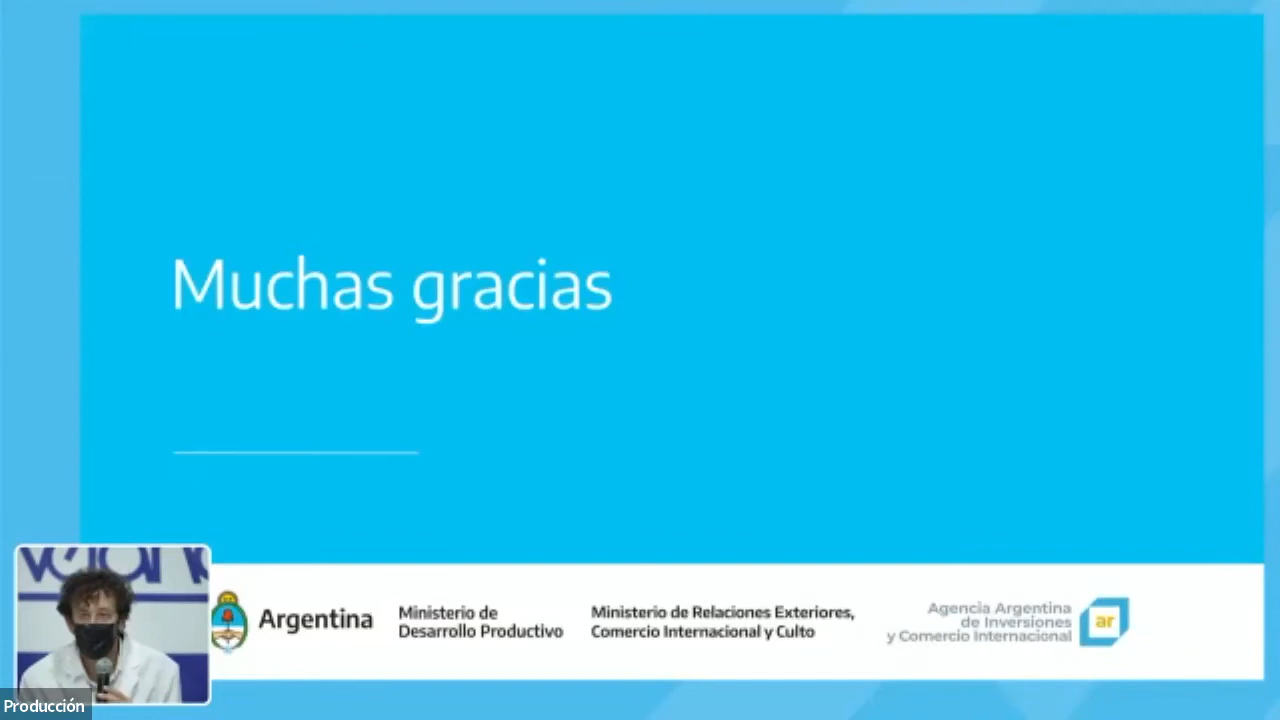 Muchas gracias
Argentina
Ministerio de
Desarrollo Productivo
Ministerio de Relaciones Exteriores,
Comercio Internacional y Culto
Agencia Argentina
de Inversiones
y Comercio Internacional
ar
Producción